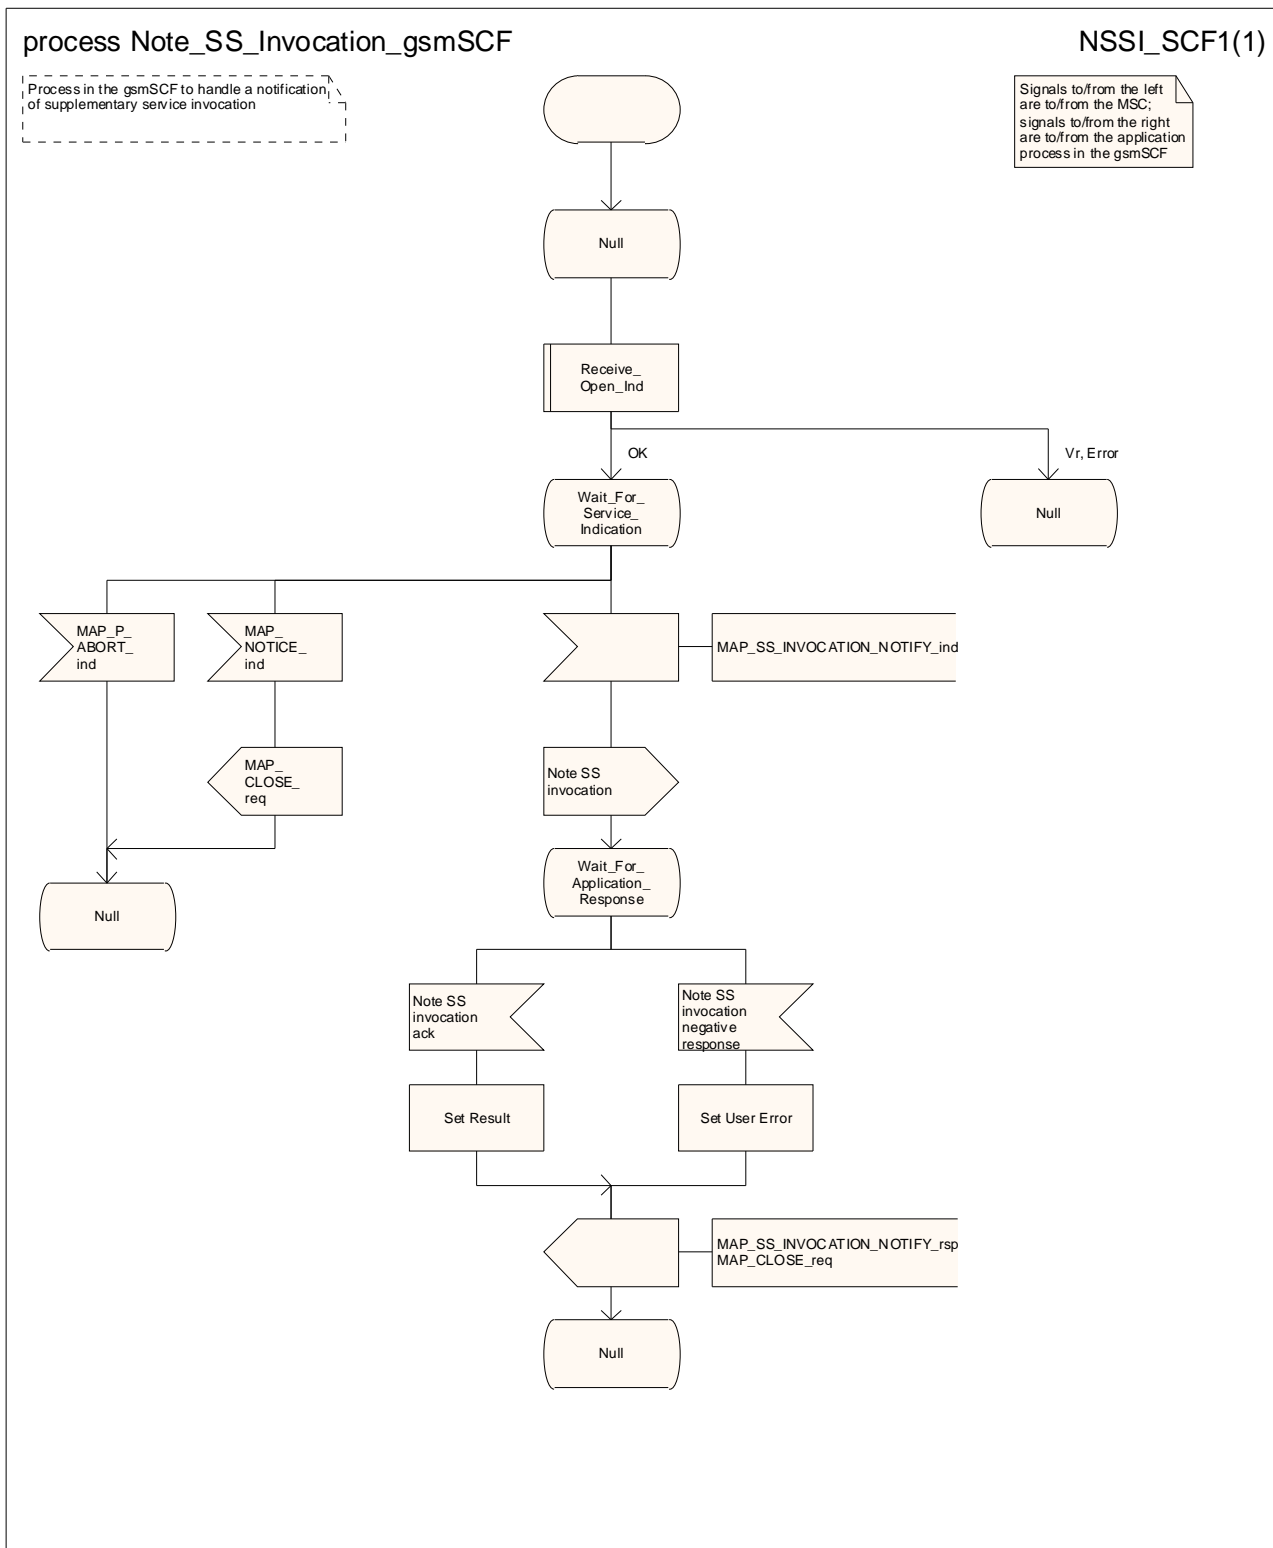 process Note_SS_Invocation_gsmSCF
NSSI_SCF1(1)
Process in the gsmSCF to handle a notification
of supplementary service invocation
Signals to/from the left
are to/from the MSC;
signals to/from the right
are to/from the application
process in the gsmSCF
Null
Receive_
Open_Ind
OK
Vr, Error
Wait_For_
Service_
Indication
Null
MAP_P_
ABORT_
ind
MAP_
NOTICE_
ind
MAP_SS_INVOCATION_NOTIFY_ind
MAP_
CLOSE_
req
Note SS
invocation
Wait_For_
Application_
Response
Null
Note SS
invocation
ack
Note SS
invocation
negative
response
Set Result
Set User Error
MAP_SS_INVOCATION_NOTIFY_rsp
MAP_CLOSE_req
Null